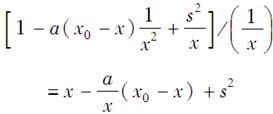 [1 - a(x₀ - x) 1/x² + s²/x]/(1/x)
= x - a/x (x₀ - x) + s²